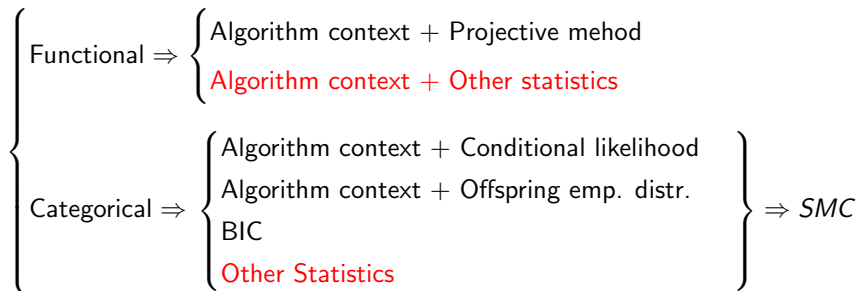 Functional ⇒
Algorithm context + Projective mehod
Algorithm context + Other statistics
Categorical ⇒
Algorithm context + Conditional likelihood
Algorithm context + Offspring emp. distr.
BIC
Other Statistics
⇒ SMC